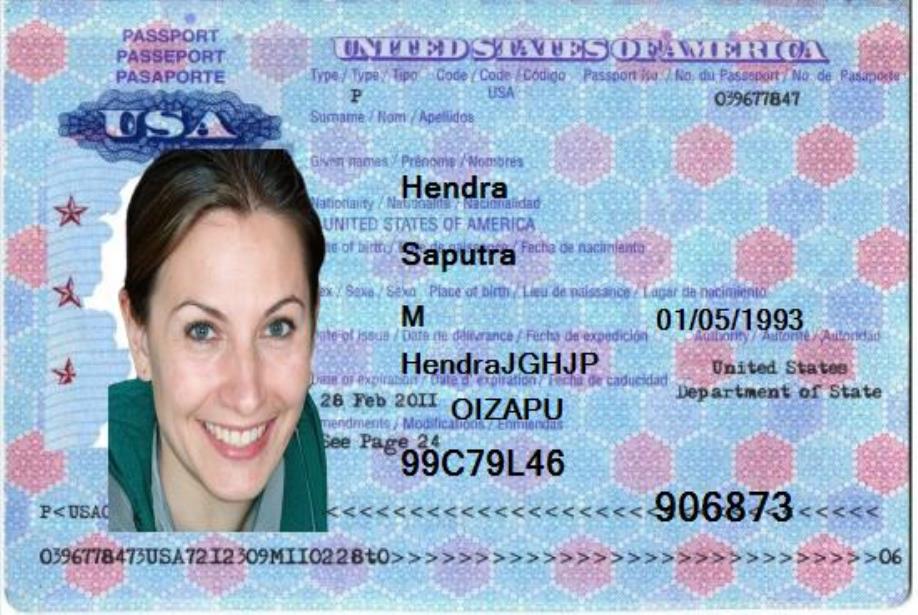 PASSPORT
PASSEPORT
PASAPORTE
USA
UNITED STATES OF AMERICA
Type / Type / Tipo Code / Code / Código Passport No. / No. du Passeport / No. de Pasaporte
P USA 039677847
Surname / Nom / Apellidos
Given names / Prénoms / Nombres
Hendra
Nationality / Nationalité / Nacionalidad
UNITED STATES OF AMERICA
of birth / Date de naissance / Fecha de nacimiento
Saputra
Sex / Sexe / Sexo Place of birth / Lieu de naissance / Lugar de nacimiento
M 01/05/1993
Date of issue / Date de délivrance / Fecha de expedición Authority / Autorité / Autoridad
HendraJGHJP United States
Department of State
Date of expiration / Date d' expiration / Fecha de caducidad
28 Feb 2011 OIZAPU
Amendments / Modifications / Enmiendas
See Page 24
99C79L46
906873
P<USA <<<<<<<<<<<<<<<<<<<<<<<< <<<<<
0396778473USA7212309M110228t0>>>>>>>>>>>>>>>>>>>>>>>>>>>>06